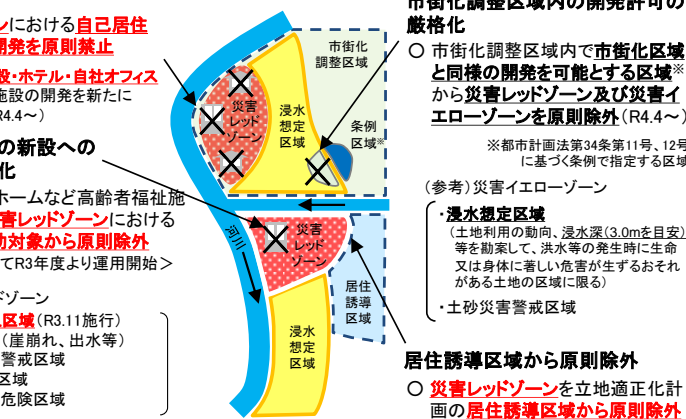 ンにおける自己居住
開発を原則禁止
設・ホテル・自社オフィス
施設の開発を新たに
R4.4～)
の新設への
化
ホームなど高齢者福祉施
害レッドゾーンにおける
助対象から原則除外
てR3年度より運用開始＞
ドゾーン
区域(R3.11施行)
(崖崩れ、出水等)
警戒区域
区域
危険区域
市街化
調整区域
災害
レッド
ゾーン
浸水
想定
区域
条例
区域※
河川
災害
レッド
ゾーン
居住
誘導
区域
浸水
想定
区域
市街化調整区域内の開発許可の
厳格化
○ 市街化調整区域内で市街化区域
と同様の開発を可能とする区域※
から災害レッドゾーン及び災害イ
エローゾーンを原則除外(R4.4～)
※都市計画法第34条第11号、12号
に基づく条例で指定する区域
(参考)災害イエローゾーン
・浸水想定区域
(土地利用の動向、浸水深(3.0mを目安)
等を勘案して、洪水等の発生時に生命
又は身体に著しい危害が生ずるおそれ
がある土地の区域に限る)
・土砂災害警戒区域
居住誘導区域から原則除外
○ 災害レッドゾーンを立地適正化計
画の居住誘導区域から原則除外